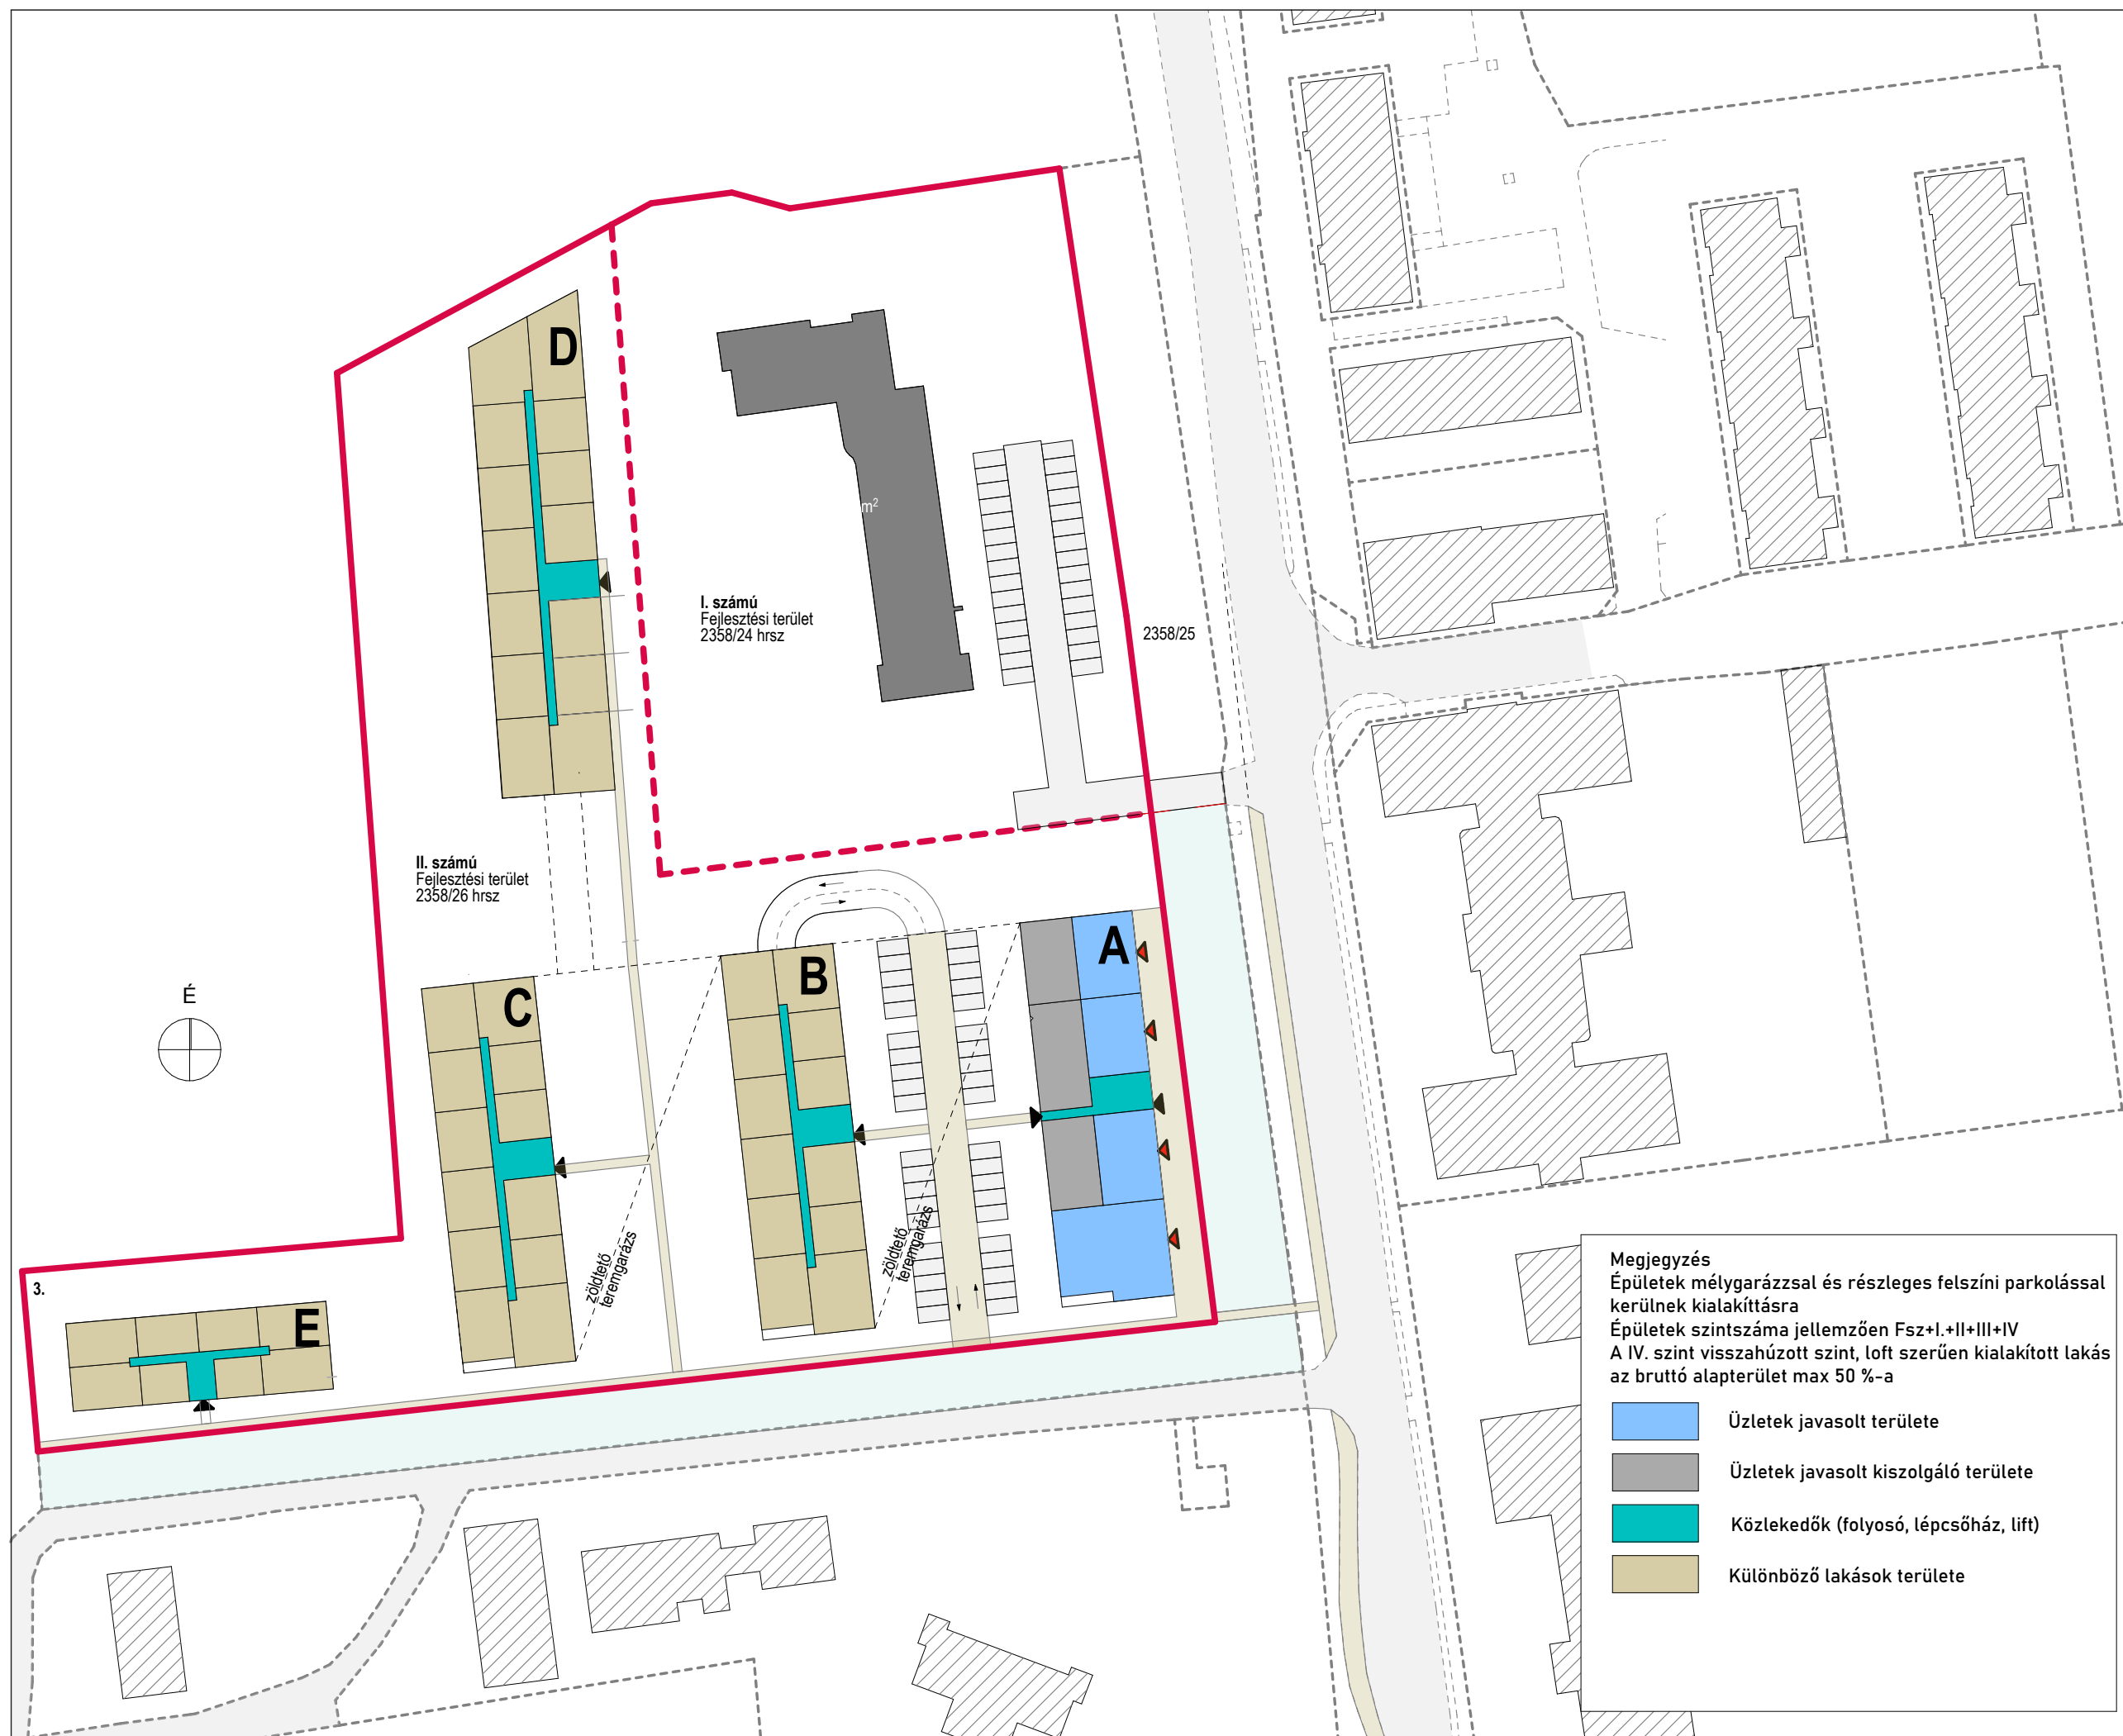 D
m²
I. számú
Fejlesztési terület
2358/24 hrsz
2358/25
II. számú
Fejlesztési terület
2358/26 hrsz
A
B
C
É
zöldtető
teremgarázs
zöldtető
teremgarázs
3.
E
Megjegyzés
Épületek mélygarázzsal és részleges felszíni parkolással
kerülnek kialakíttásra
Épületek szintszáma jellemzően Fsz+I.+II+III+IV
A IV. szint visszahúzott szint, loft szerűen kialakított lakás
az bruttó alapterület max 50 %-a
Üzletek javasolt területe
Üzletek javasolt kiszolgáló területe
Közlekedők (folyosó, lépcsőház, lift)
Különböző lakások területe